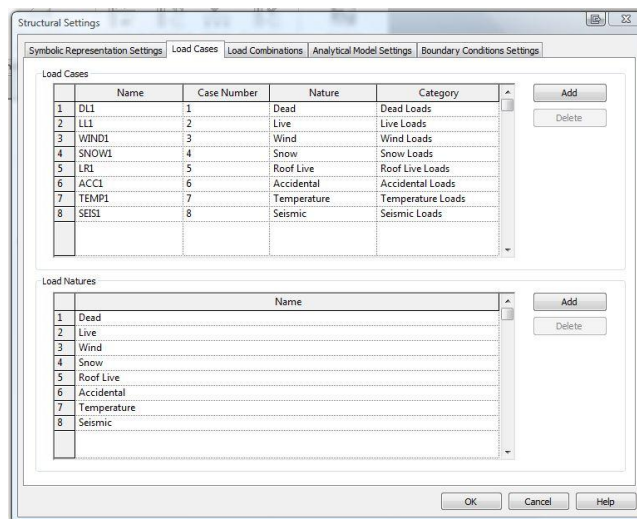 Structural Settings
Symbolic Representation Settings Load Cases Load Combinations Analytical Model Settings Boundary Conditions Settings
Load Cases
Name Case Number Nature Category
Add
1 DL1 1 Dead Dead Loads
Delete
2 LL1 2 Live Live Loads
3 WIND1 3 Wind Wind Loads
4 SNOW1 4 Snow Snow Loads
5 LR1 5 Roof Live Roof Live Loads
6 ACC1 6 Accidental Accidental Loads
7 TEMP1 7 Temperature Temperature Loads
8 SEIS1 8 Seismic Seismic Loads
Load Natures
Name
Add
1 Dead
Delete
2 Live
3 Wind
4 Snow
5 Roof Live
6 Accidental
7 Temperature
8 Seismic
OK Cancel Help